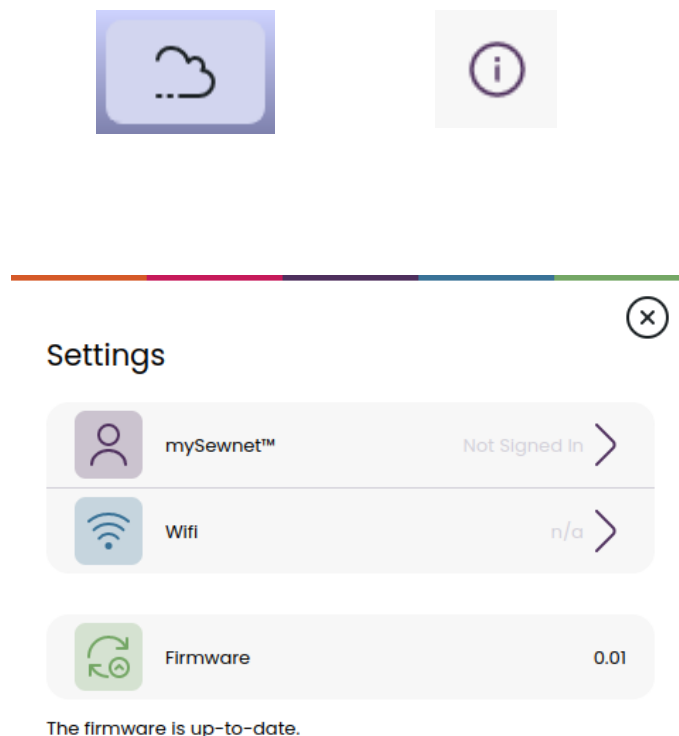 Settings
mySewnet™ Not Signed In
Wifi n/a
Firmware 0.01
The firmware is up-to-date.